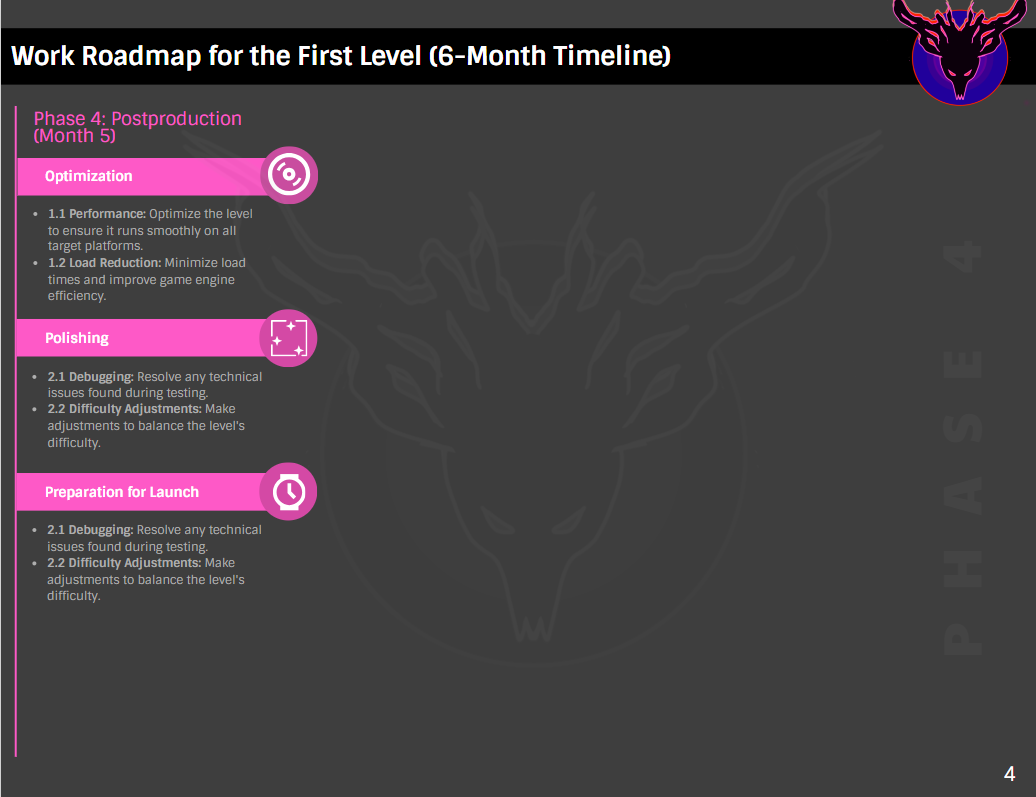 Work Roadmap for the First Level (6-Month Timeline)
Phase 4: Postproduction
(Month 5)
Optimization
• 1.1 Performance: Optimize the level
to ensure it runs smoothly on all
target platforms.
• 1.2 Load Reduction: Minimize load
times and improve game engine
efficiency.
Polishing
• 2.1 Debugging: Resolve any technical
issues found during testing.
• 2.2 Difficulty Adjustments: Make
adjustments to balance the level's
difficulty.
Preparation for Launch
• 2.1 Debugging: Resolve any technical
issues found during testing.
• 2.2 Difficulty Adjustments: Make
adjustments to balance the level's
difficulty.
PHASE 4
4